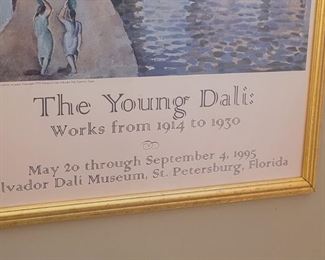 The Young Dali:
Works from 1914 to 1930
May 20 through September 4, 1995
lvador Dali Museum, St. Petersburg, Florida